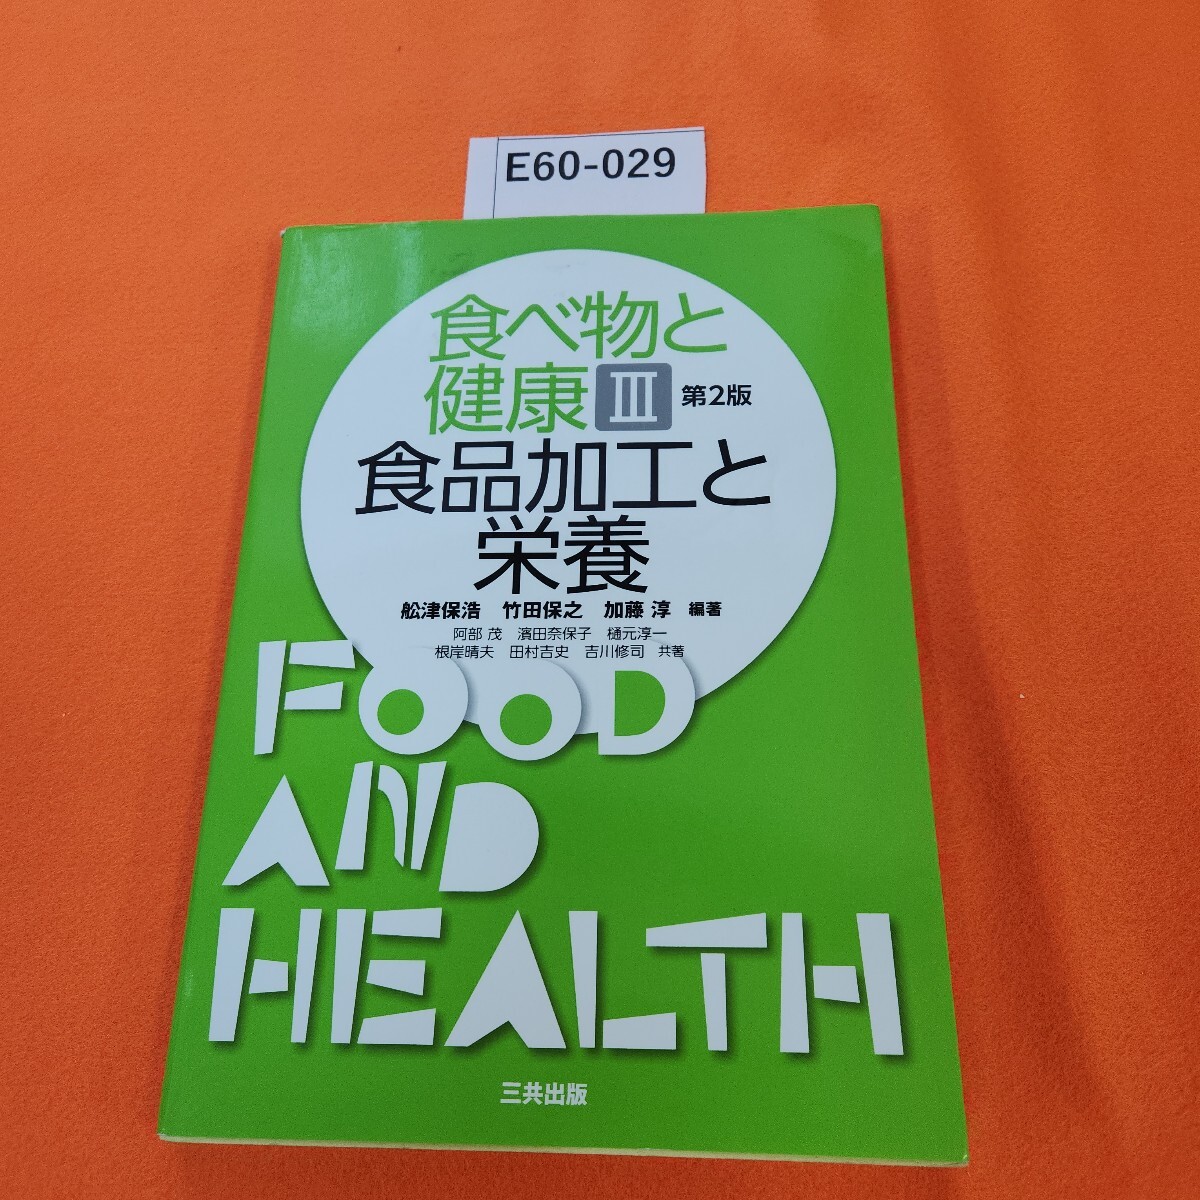 E60-029
食べ物と
健康Ⅲ 第2版
食品加工と
栄養
舩津保浩 竹田保之 加藤 淳 編著
阿部 茂 濱田奈保子 樋元淳一
根岸晴夫 田村吉史 吉川修司 共著
FOOD
AND
HEALTH
三共出版